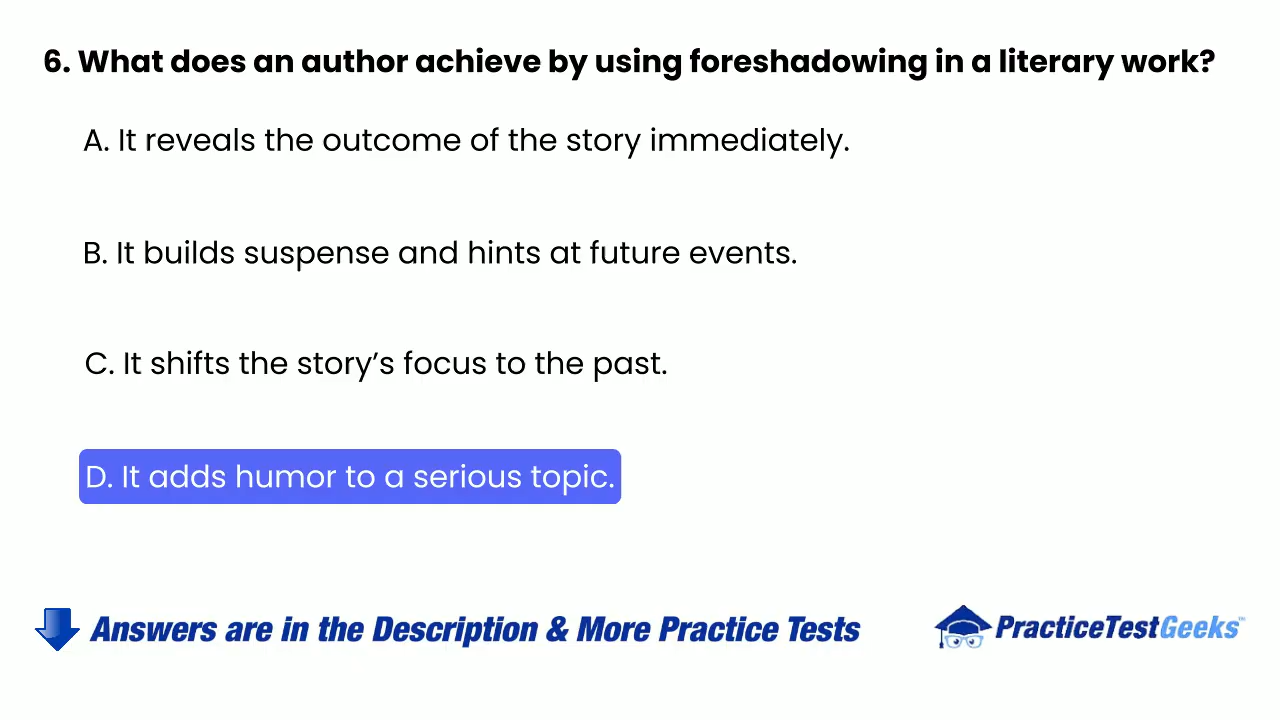 6. What does an author achieve by using foreshadowing in a literary work?
A. It reveals the outcome of the story immediately.
B. It builds suspense and hints at future events.
C. It shifts the story’s focus to the past.
D. It adds humor to a serious topic.
Answers are in the Description & More Practice Tests
PracticeTestGeeks™